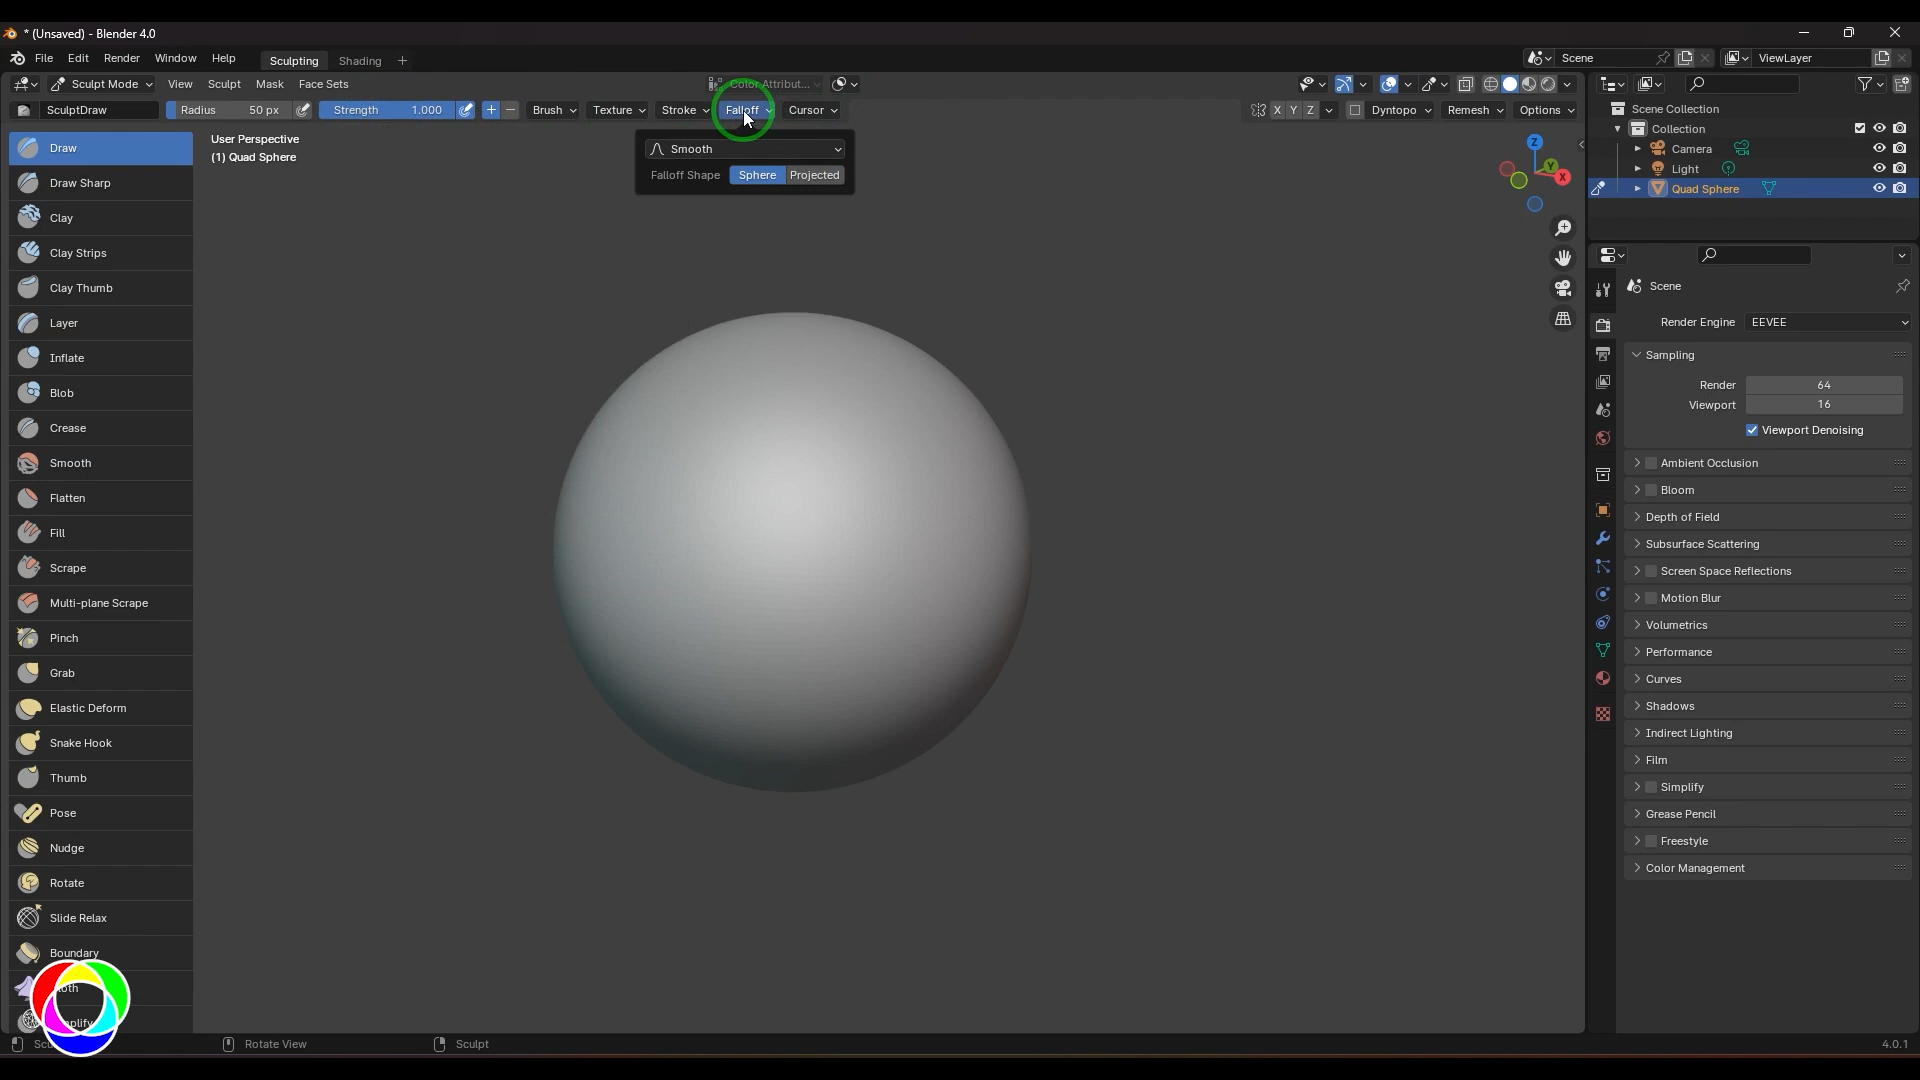 * (Unsaved) - Blender 4.0
File Edit Render Window Help Sculpting Shading + Scene ViewLayer
Sculpt Mode View Sculpt Mask Face Sets Color Attribut...
SculptDraw Radius 50 px Strength 1.000 + − Brush Texture Stroke Falloff Cursor X Y Z Dyntopo Remesh Options
User Perspective
(1) Quad Sphere
Smooth
Falloff Shape Sphere Projected
Draw
Draw Sharp
Clay
Clay Strips
Clay Thumb
Layer
Inflate
Blob
Crease
Smooth
Flatten
Fill
Scrape
Multi-plane Scrape
Pinch
Grab
Elastic Deform
Snake Hook
Thumb
Pose
Nudge
Rotate
Slide Relax
Boundary
Z
Y
X
Scene Collection
Collection
Camera
Light
Quad Sphere
Scene
Render Engine EEVEE
Sampling
Render 64
Viewport 16
Viewport Denoising
Ambient Occlusion
Bloom
Depth of Field
Subsurface Scattering
Screen Space Reflections
Motion Blur
Volumetrics
Performance
Curves
Shadows
Indirect Lighting
Film
Simplify
Grease Pencil
Freestyle
Color Management
Rotate View Sculpt 4.0.1